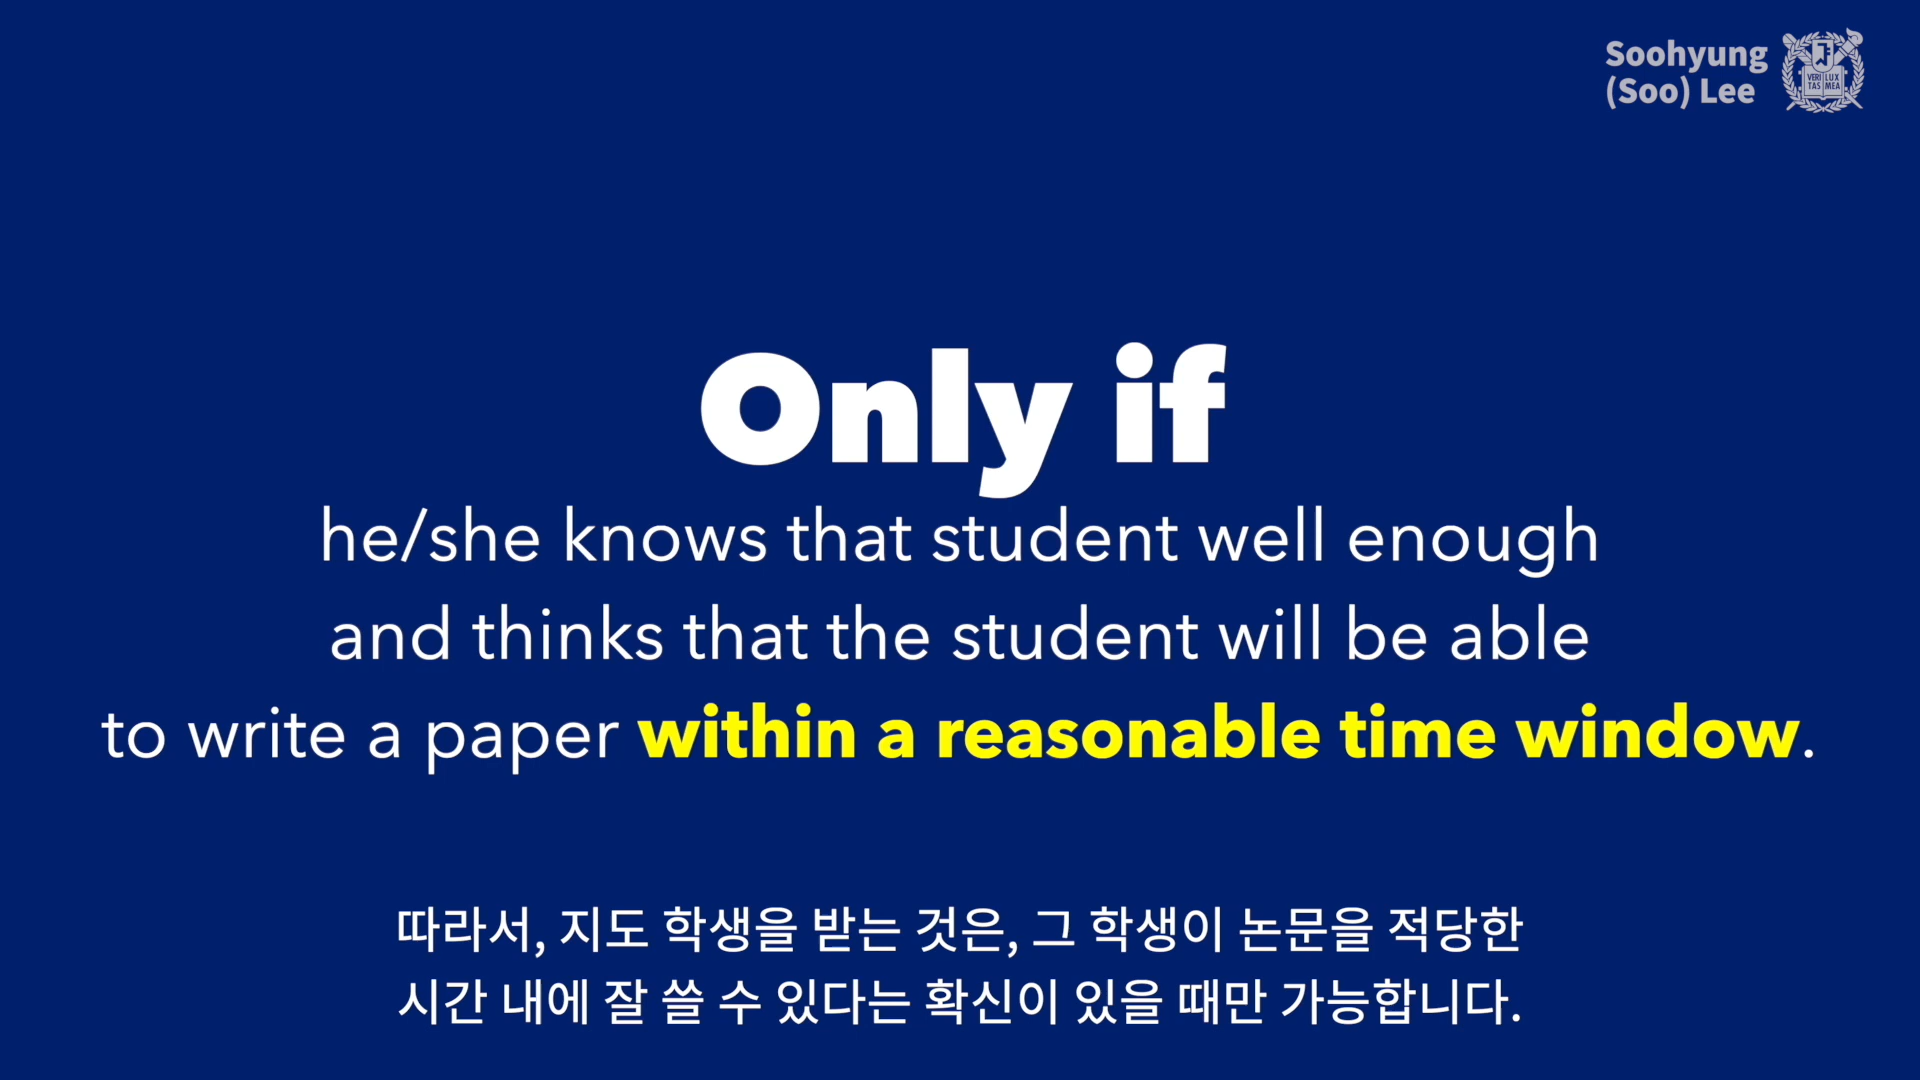 Soohyung
(Soo) Lee
VERI LUX
TAS MEA
Only if
he/she knows that student well enough
and thinks that the student will be able
to write a paper within a reasonable time window.
따라서, 지도 학생을 받는 것은, 그 학생이 논문을 적당한
시간 내에 잘 쓸 수 있다는 확신이 있을 때만 가능합니다.